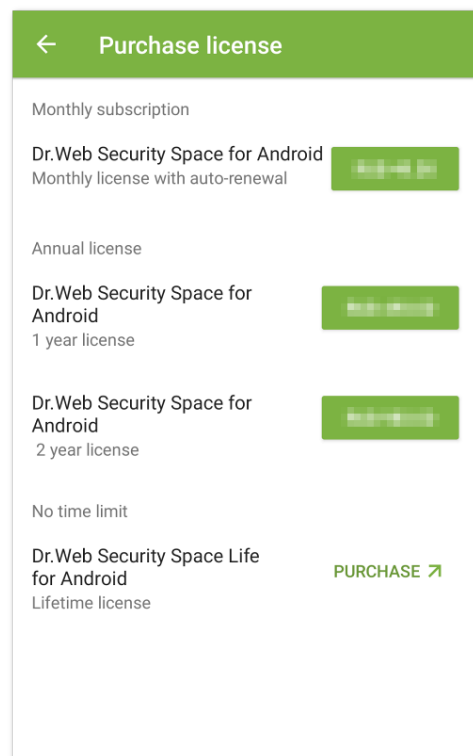 Purchase license
Monthly subscription
Dr.Web Security Space for Android
Monthly license with auto-renewal
Annual license
Dr.Web Security Space for
Android
1 year license
Dr.Web Security Space for
Android
2 year license
No time limit
Dr.Web Security Space Life
for Android
PURCHASE
Lifetime license